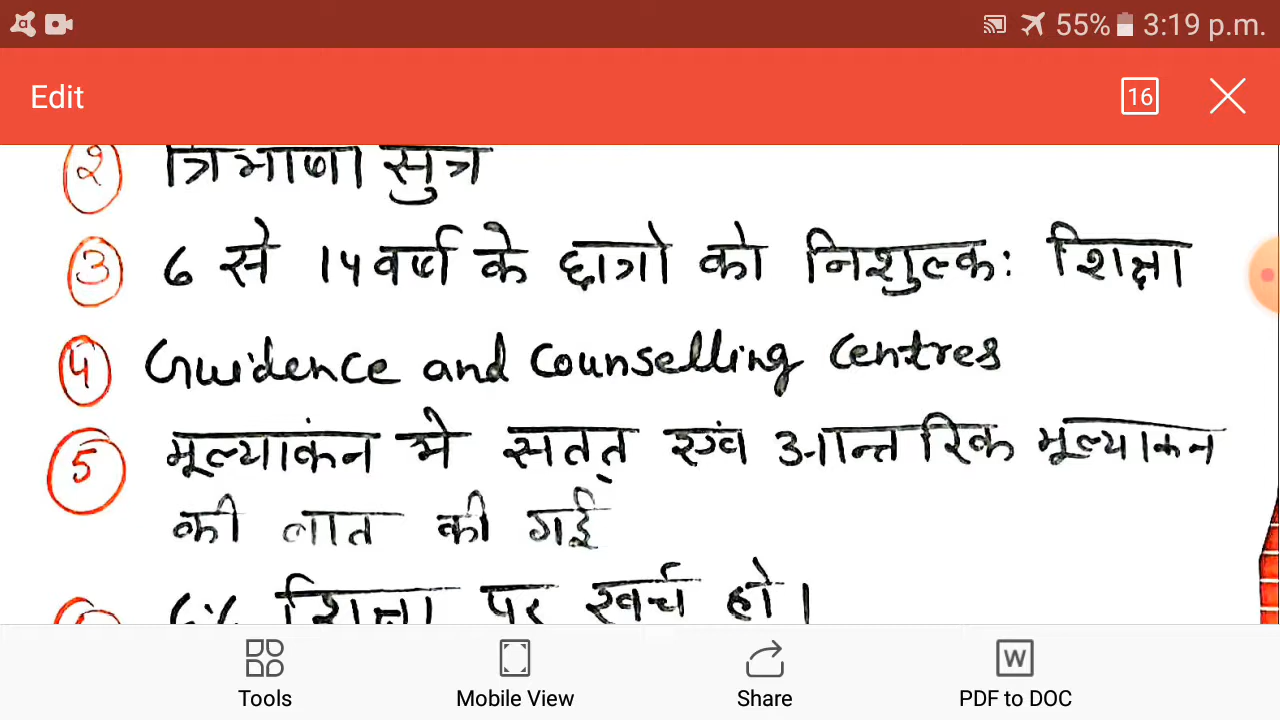 55% 3:19 p.m.
Edit 16
2 त्रिभाषा सुत्र
3 6 से 14 वर्ष के छात्रो को निशुल्क: शिक्षा
4 Guidence and Counselling Centres
5 मूल्याकंन मे सतत् एवं आन्तरिक मूल्याकन
की लात की गई
6% शिक्षा पर खर्च हो।
Tools Mobile View Share PDF to DOC